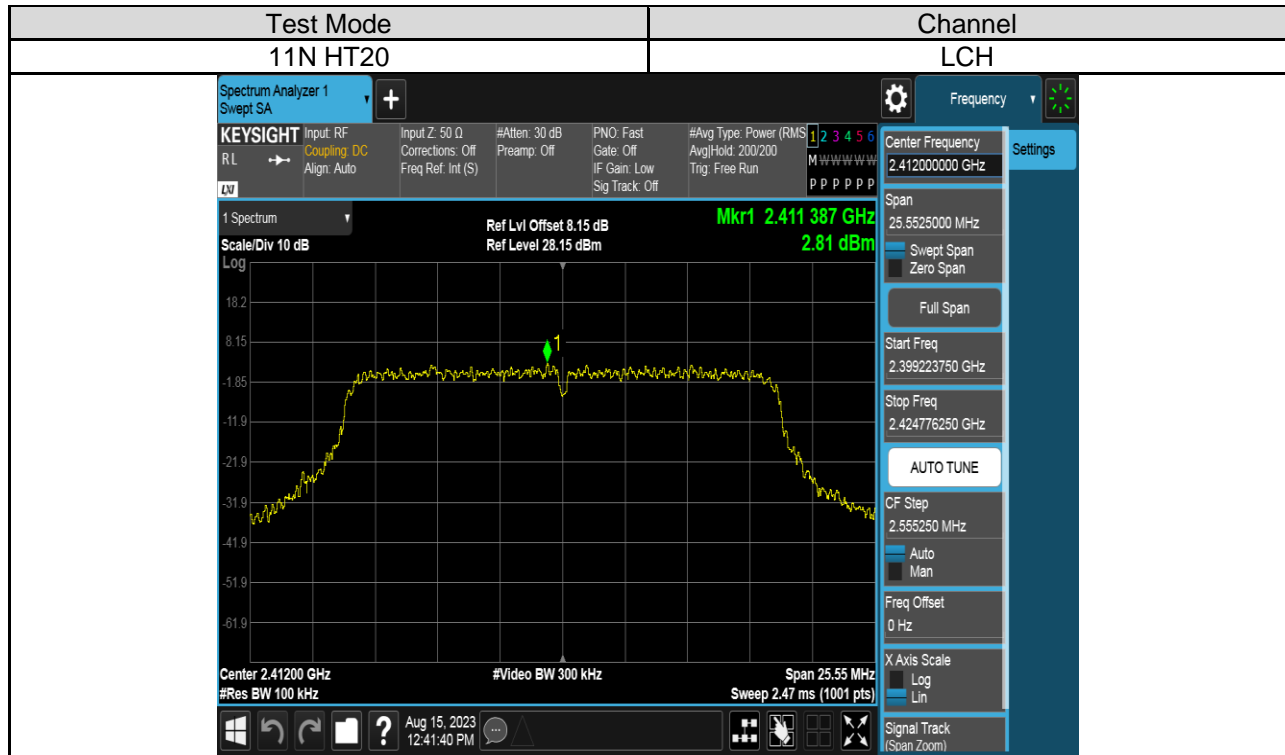 Test Mode
Channel
11N HT20
LCH
Spectrum Analyzer 1
Swept SA
+
Frequency
KEYSIGHT
RL
LXI
Input: RF
Coupling: DC
Align: Auto
Input Z: 50 Ω
Corrections: Off
Freq Ref: Int (S)
#Atten: 30 dB
Preamp: Off
PNO: Fast
Gate: Off
IF Gain: Low
Sig Track: Off
#Avg Type: Power (RMS
Avg|Hold: 200/200
Trig: Free Run
1 2 3 4 5 6
M W W W W W
P P P P P P
Center Frequency
2.412000000 GHz
Settings
Span
25.5525000 MHz
Swept Span
Zero Span
Full Span
Start Freq
2.399223750 GHz
Stop Freq
2.424776250 GHz
AUTO TUNE
CF Step
2.555250 MHz
Auto
Man
Freq Offset
0 Hz
X Axis Scale
Log
Lin
Signal Track
(Span Zoom)
1 Spectrum
Scale/Div 10 dB
Ref Lvl Offset 8.15 dB
Ref Level 28.15 dBm
Mkr1 2.411 387 GHz
2.81 dBm
Log
18.2
8.15
-1.85
-11.9
-21.9
-31.9
-41.9
-51.9
-61.9
1
Center 2.41200 GHz
#Video BW 300 kHz
Span 25.55 MHz
#Res BW 100 kHz
Sweep 2.47 ms (1001 pts)
?
Aug 15, 2023
12:41:40 PM